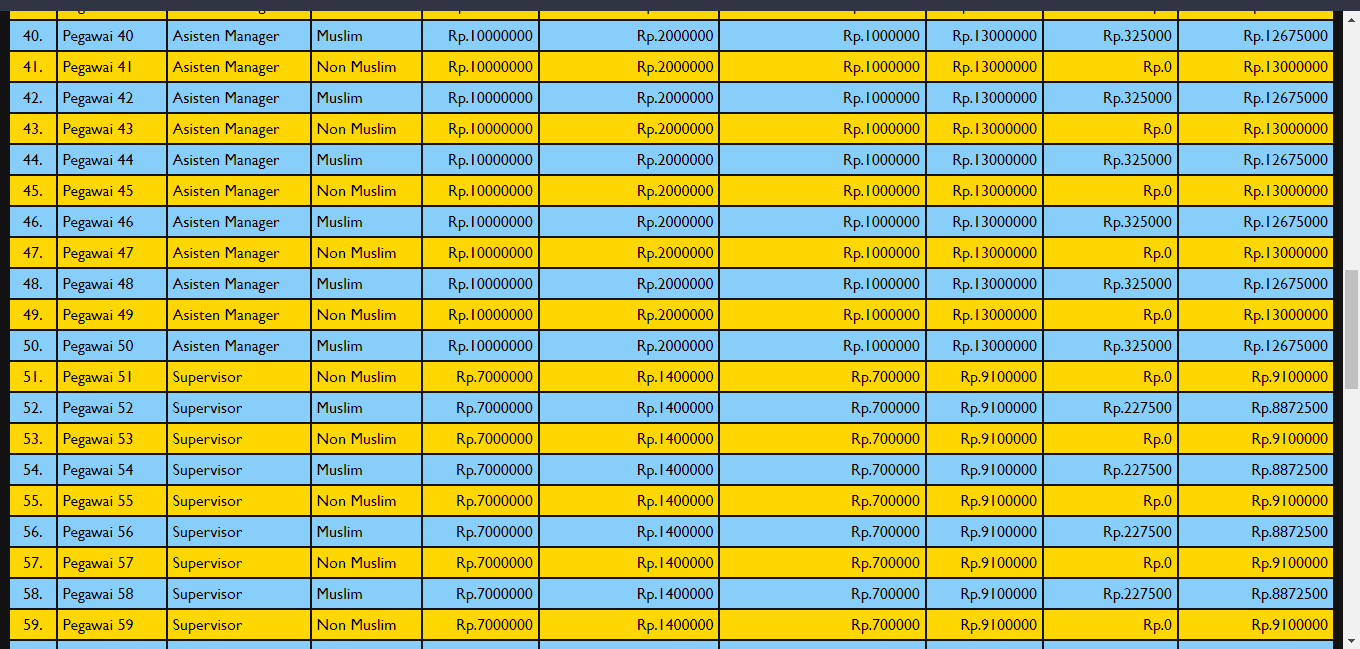 40. Pegawai 40 Asisten Manager Muslim Rp.10000000 Rp.2000000 Rp.1000000 Rp.13000000 Rp.325000 Rp.12675000
41. Pegawai 41 Asisten Manager Non Muslim Rp.10000000 Rp.2000000 Rp.1000000 Rp.13000000 Rp.0 Rp.13000000
42. Pegawai 42 Asisten Manager Muslim Rp.10000000 Rp.2000000 Rp.1000000 Rp.13000000 Rp.325000 Rp.12675000
43. Pegawai 43 Asisten Manager Non Muslim Rp.10000000 Rp.2000000 Rp.1000000 Rp.13000000 Rp.0 Rp.13000000
44. Pegawai 44 Asisten Manager Muslim Rp.10000000 Rp.2000000 Rp.1000000 Rp.13000000 Rp.325000 Rp.12675000
45. Pegawai 45 Asisten Manager Non Muslim Rp.10000000 Rp.2000000 Rp.1000000 Rp.13000000 Rp.0 Rp.13000000
46. Pegawai 46 Asisten Manager Muslim Rp.10000000 Rp.2000000 Rp.1000000 Rp.13000000 Rp.325000 Rp.12675000
47. Pegawai 47 Asisten Manager Non Muslim Rp.10000000 Rp.2000000 Rp.1000000 Rp.13000000 Rp.0 Rp.13000000
48. Pegawai 48 Asisten Manager Muslim Rp.10000000 Rp.2000000 Rp.1000000 Rp.13000000 Rp.325000 Rp.12675000
49. Pegawai 49 Asisten Manager Non Muslim Rp.10000000 Rp.2000000 Rp.1000000 Rp.13000000 Rp.0 Rp.13000000
50. Pegawai 50 Asisten Manager Muslim Rp.10000000 Rp.2000000 Rp.1000000 Rp.13000000 Rp.325000 Rp.12675000
51. Pegawai 51 Supervisor Non Muslim Rp.7000000 Rp.1400000 Rp.700000 Rp.9100000 Rp.0 Rp.9100000
52. Pegawai 52 Supervisor Muslim Rp.7000000 Rp.1400000 Rp.700000 Rp.9100000 Rp.227500 Rp.8872500
53. Pegawai 53 Supervisor Non Muslim Rp.7000000 Rp.1400000 Rp.700000 Rp.9100000 Rp.0 Rp.9100000
54. Pegawai 54 Supervisor Muslim Rp.7000000 Rp.1400000 Rp.700000 Rp.9100000 Rp.227500 Rp.8872500
55. Pegawai 55 Supervisor Non Muslim Rp.7000000 Rp.1400000 Rp.700000 Rp.9100000 Rp.0 Rp.9100000
56. Pegawai 56 Supervisor Muslim Rp.7000000 Rp.1400000 Rp.700000 Rp.9100000 Rp.227500 Rp.8872500
57. Pegawai 57 Supervisor Non Muslim Rp.7000000 Rp.1400000 Rp.700000 Rp.9100000 Rp.0 Rp.9100000
58. Pegawai 58 Supervisor Muslim Rp.7000000 Rp.1400000 Rp.700000 Rp.9100000 Rp.227500 Rp.8872500
59. Pegawai 59 Supervisor Non Muslim Rp.7000000 Rp.1400000 Rp.700000 Rp.9100000 Rp.0 Rp.9100000